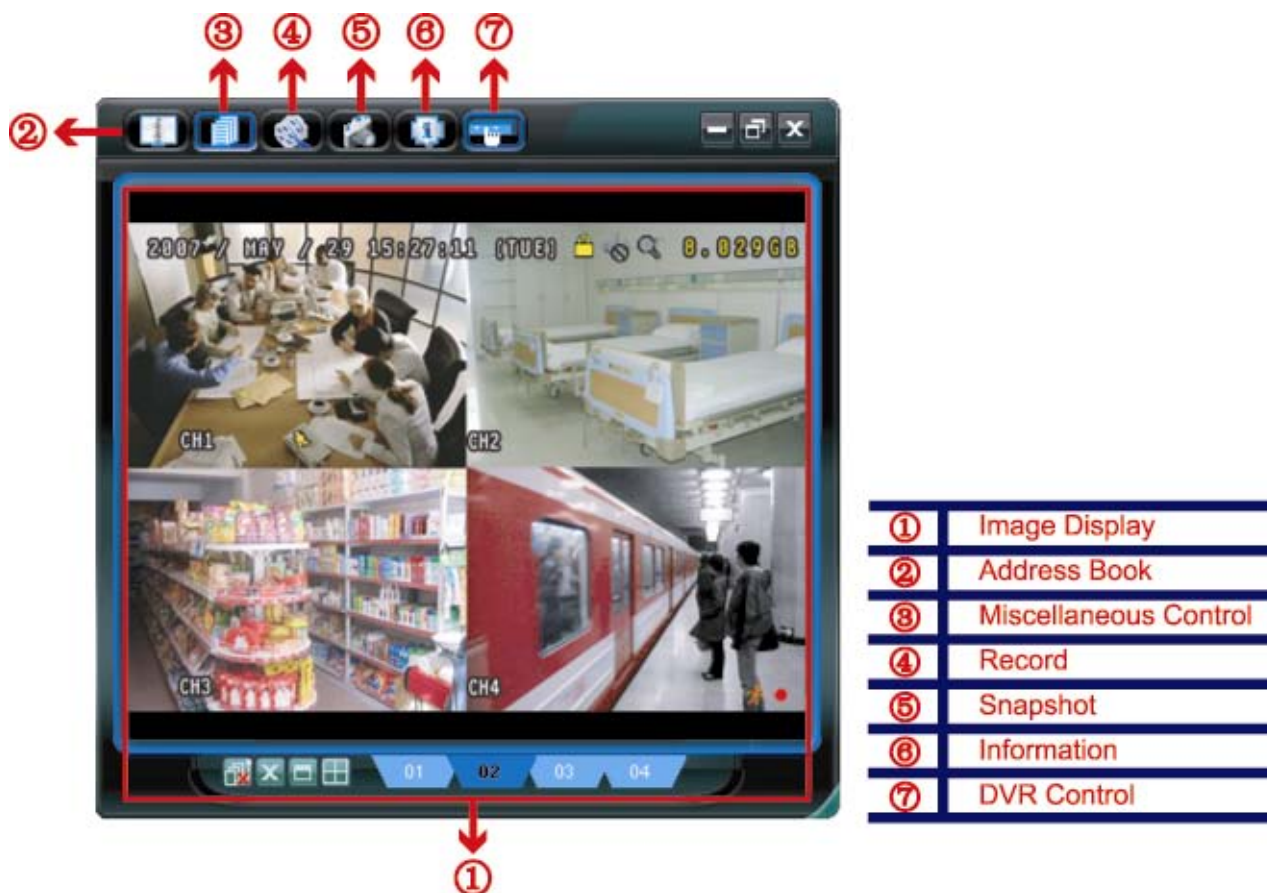 ③ ④ ⑤ ⑥ ⑦
②
2007 / MAY / 29 15:27:11 [TUE] 8.029GB
CH1 CH2
CH3 CH4
01 02 03 04
①
① Image Display
② Address Book
③ Miscellaneous Control
④ Record
⑤ Snapshot
⑥ Information
⑦ DVR Control